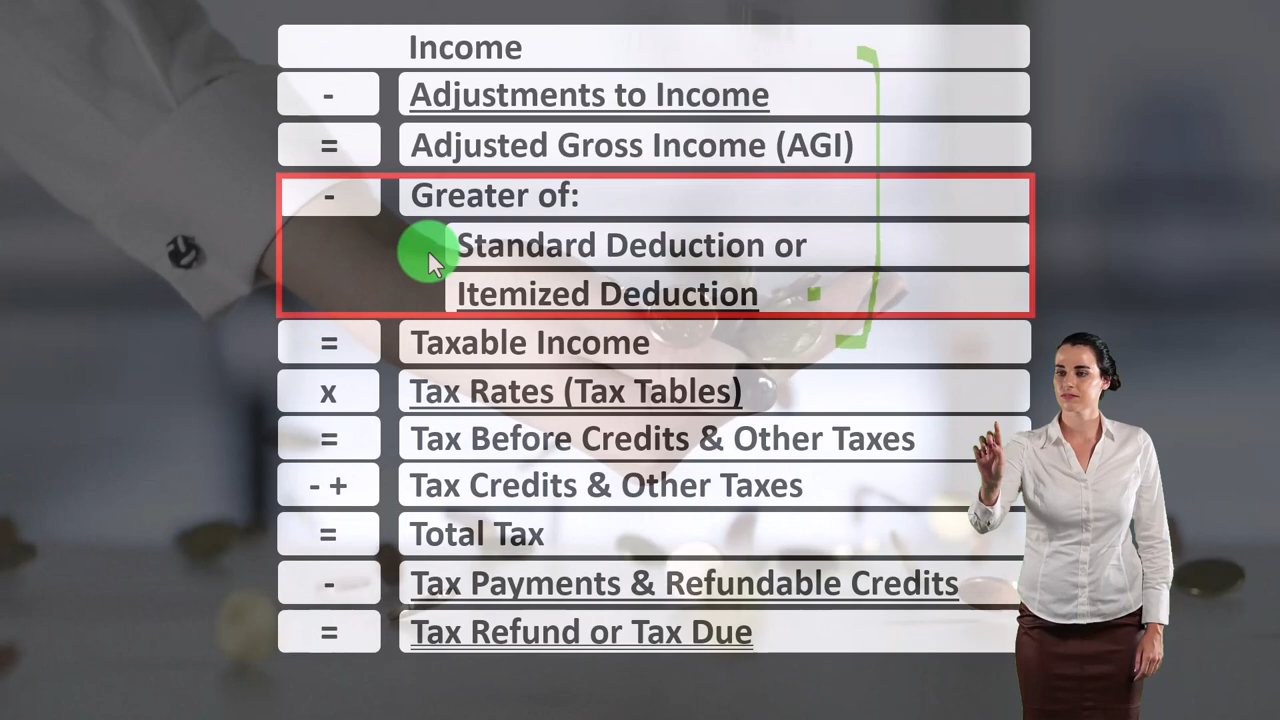 Income
- Adjustments to Income
= Adjusted Gross Income (AGI)
- Greater of:
Standard Deduction or
Itemized Deduction
= Taxable Income
x Tax Rates (Tax Tables)
= Tax Before Credits & Other Taxes
- + Tax Credits & Other Taxes
= Total Tax
- Tax Payments & Refundable Credits
= Tax Refund or Tax Due